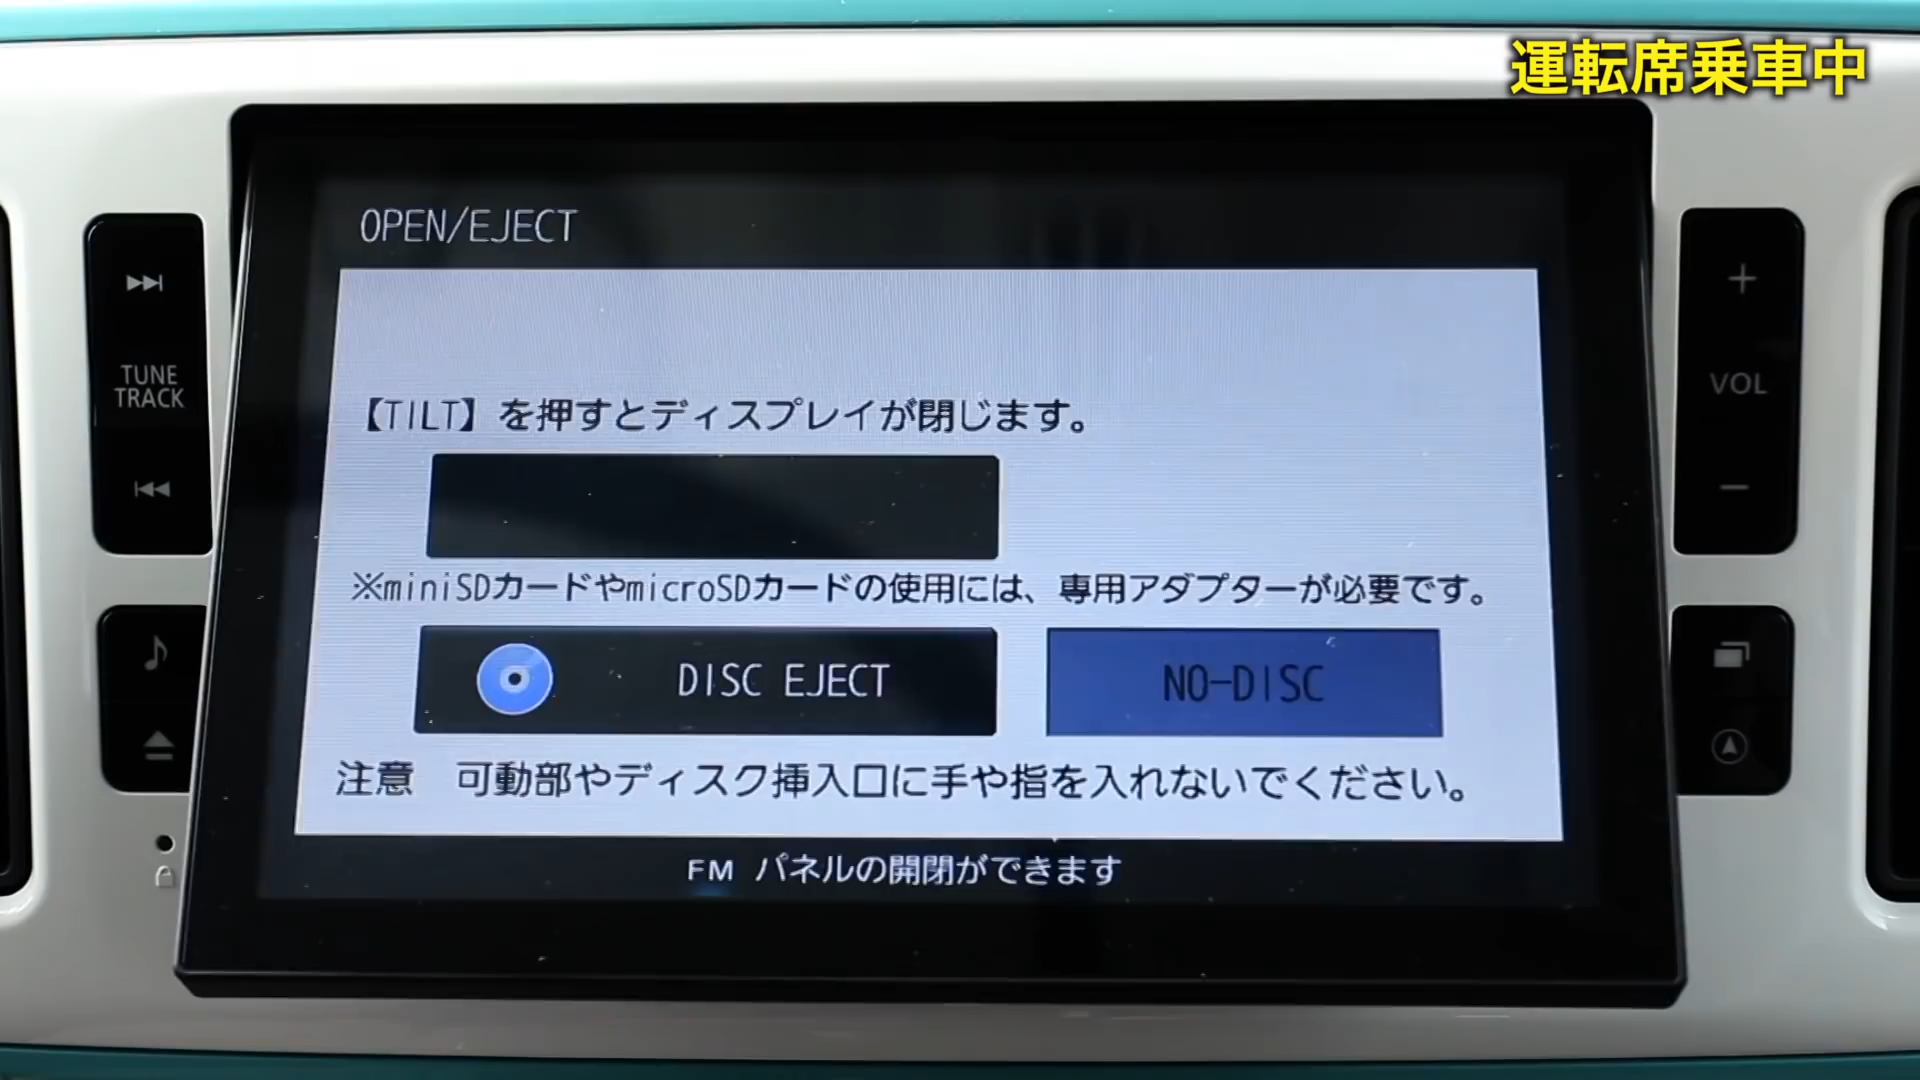 運転席乗車中
OPEN/EJECT
TUNE
TRACK
VOL
【TILT】を押すとディスプレイが閉じます。
※miniSDカードやmicroSDカードの使用には、専用アダプターが必要です。
DISC EJECT
NO-DISC
注意 可動部やディスク挿入口に手や指を入れないでください。
FM パネルの開閉ができます